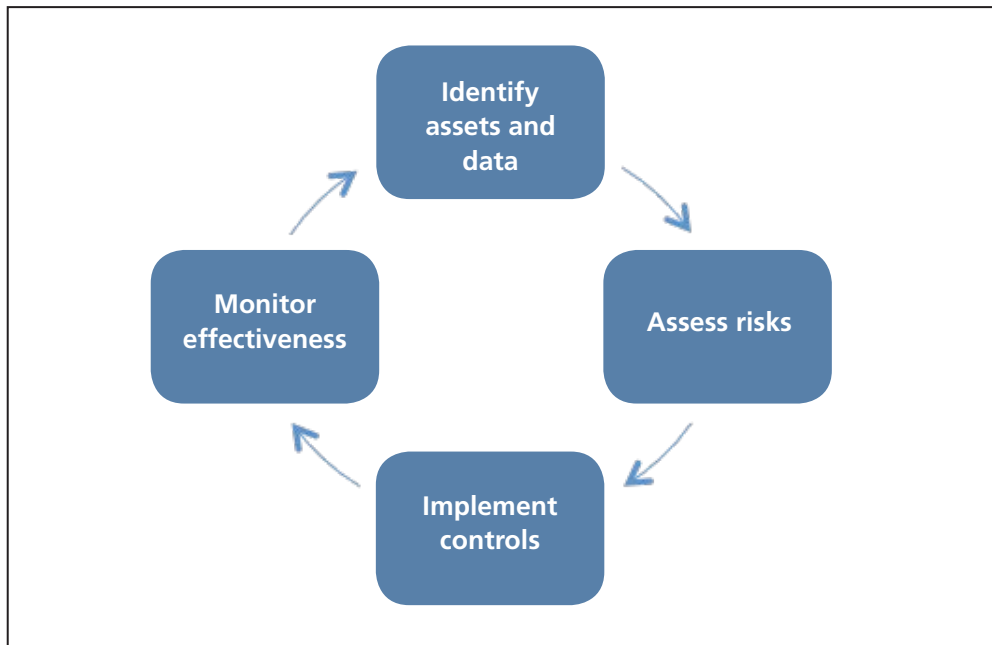 Identify
assets and
data
Assess risks
Implement
controls
Monitor
effectiveness